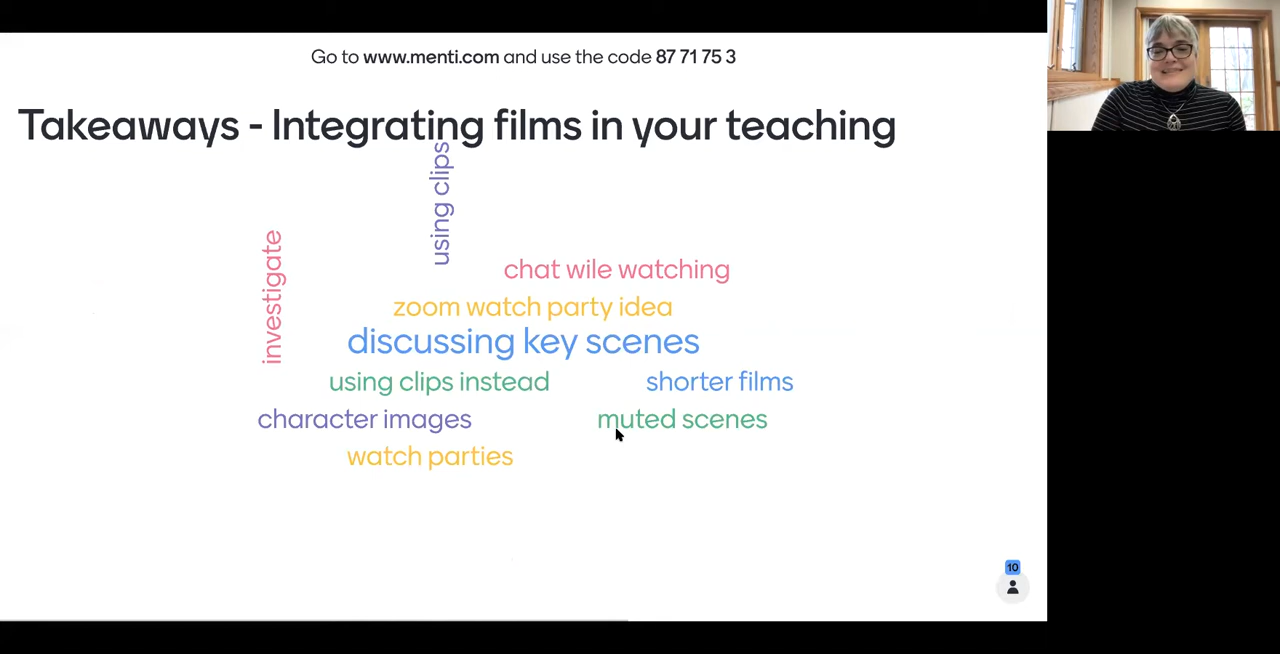 Go to www.menti.com and use the code 87 71 75 3
Takeaways - Integrating films in your teaching
using clips
investigate
chat wile watching
zoom watch party idea
discussing key scenes
using clips instead
shorter films
character images
muted scenes
watch parties
10